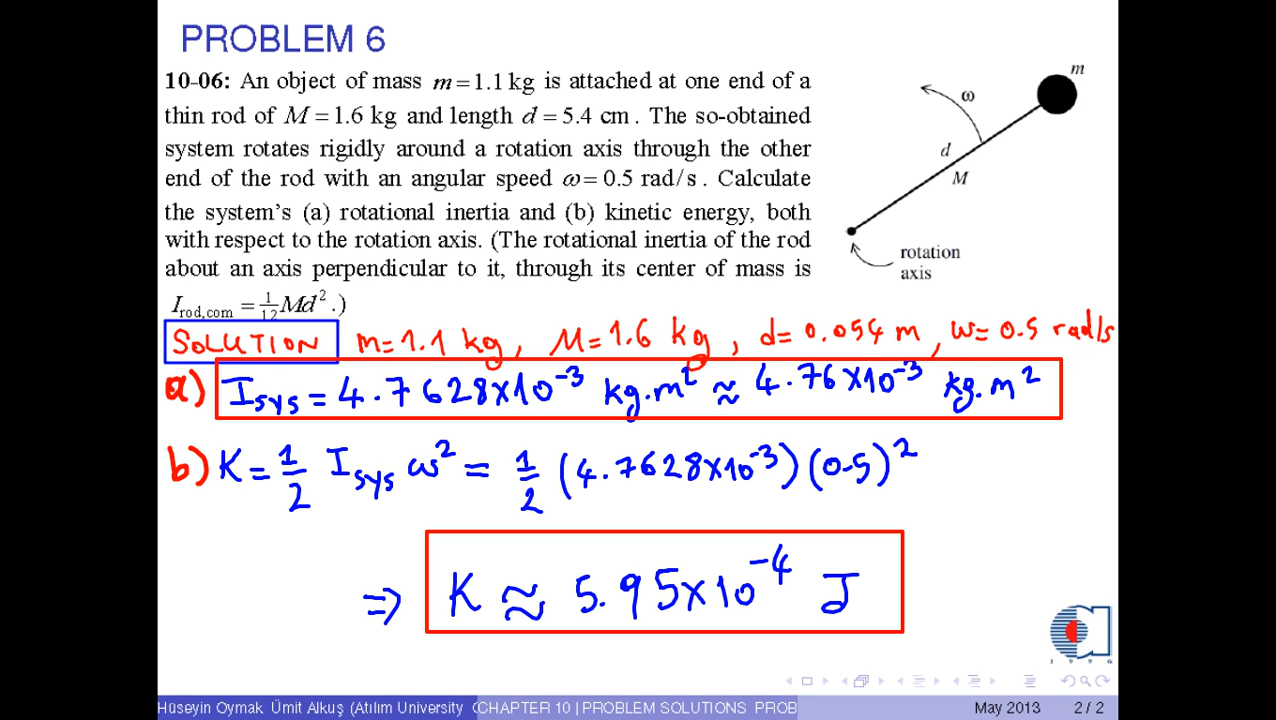 PROBLEM 6
10-06: An object of mass m = 1.1 kg is attached at one end of a
thin rod of M = 1.6 kg and length d = 5.4 cm . The so-obtained
system rotates rigidly around a rotation axis through the other
end of the rod with an angular speed ω = 0.5 rad/s . Calculate
the system's (a) rotational inertia and (b) kinetic energy, both
with respect to the rotation axis. (The rotational inertia of the rod
about an axis perpendicular to it, through its center of mass is
I_rod,com = 1/12 Md² .)
m
ω
d
M
rotation
axis
SOLUTION m=1.1 kg, M=1.6 kg, d=0.054 m, ω=0.5 rad/s
a) I_sys = 4.7628×10⁻³ kg.m² ≈ 4.76×10⁻³ kg.m²
b) K = 1/2 I_sys ω² = 1/2 (4.7628×10⁻³)(0.5)²
⇒ K ≈ 5.95×10⁻⁴ J
1996
Hüseyin Oymak, Ümit Alkuş (Atılım University (CHAPTER 10 | PROBLEM SOLUTIONS PROB May 2013 2 / 2